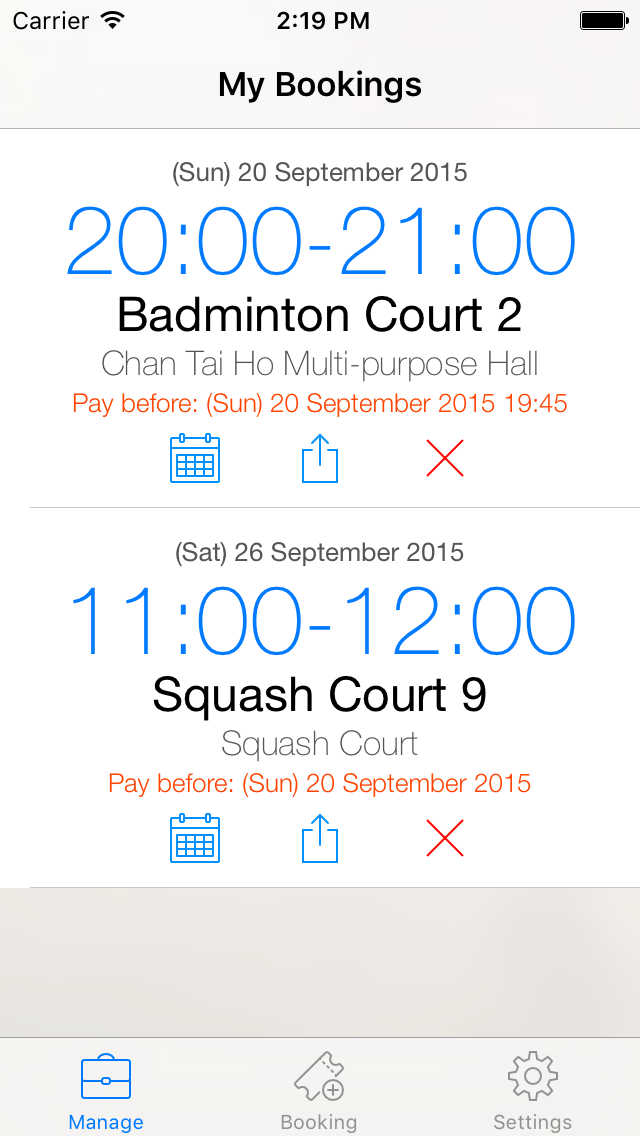 Carrier 2:19 PM
My Bookings
(Sun) 20 September 2015
20:00-21:00
Badminton Court 2
Chan Tai Ho Multi-purpose Hall
Pay before: (Sun) 20 September 2015 19:45
(Sat) 26 September 2015
11:00-12:00
Squash Court 9
Squash Court
Pay before: (Sun) 20 September 2015
Manage Booking Settings